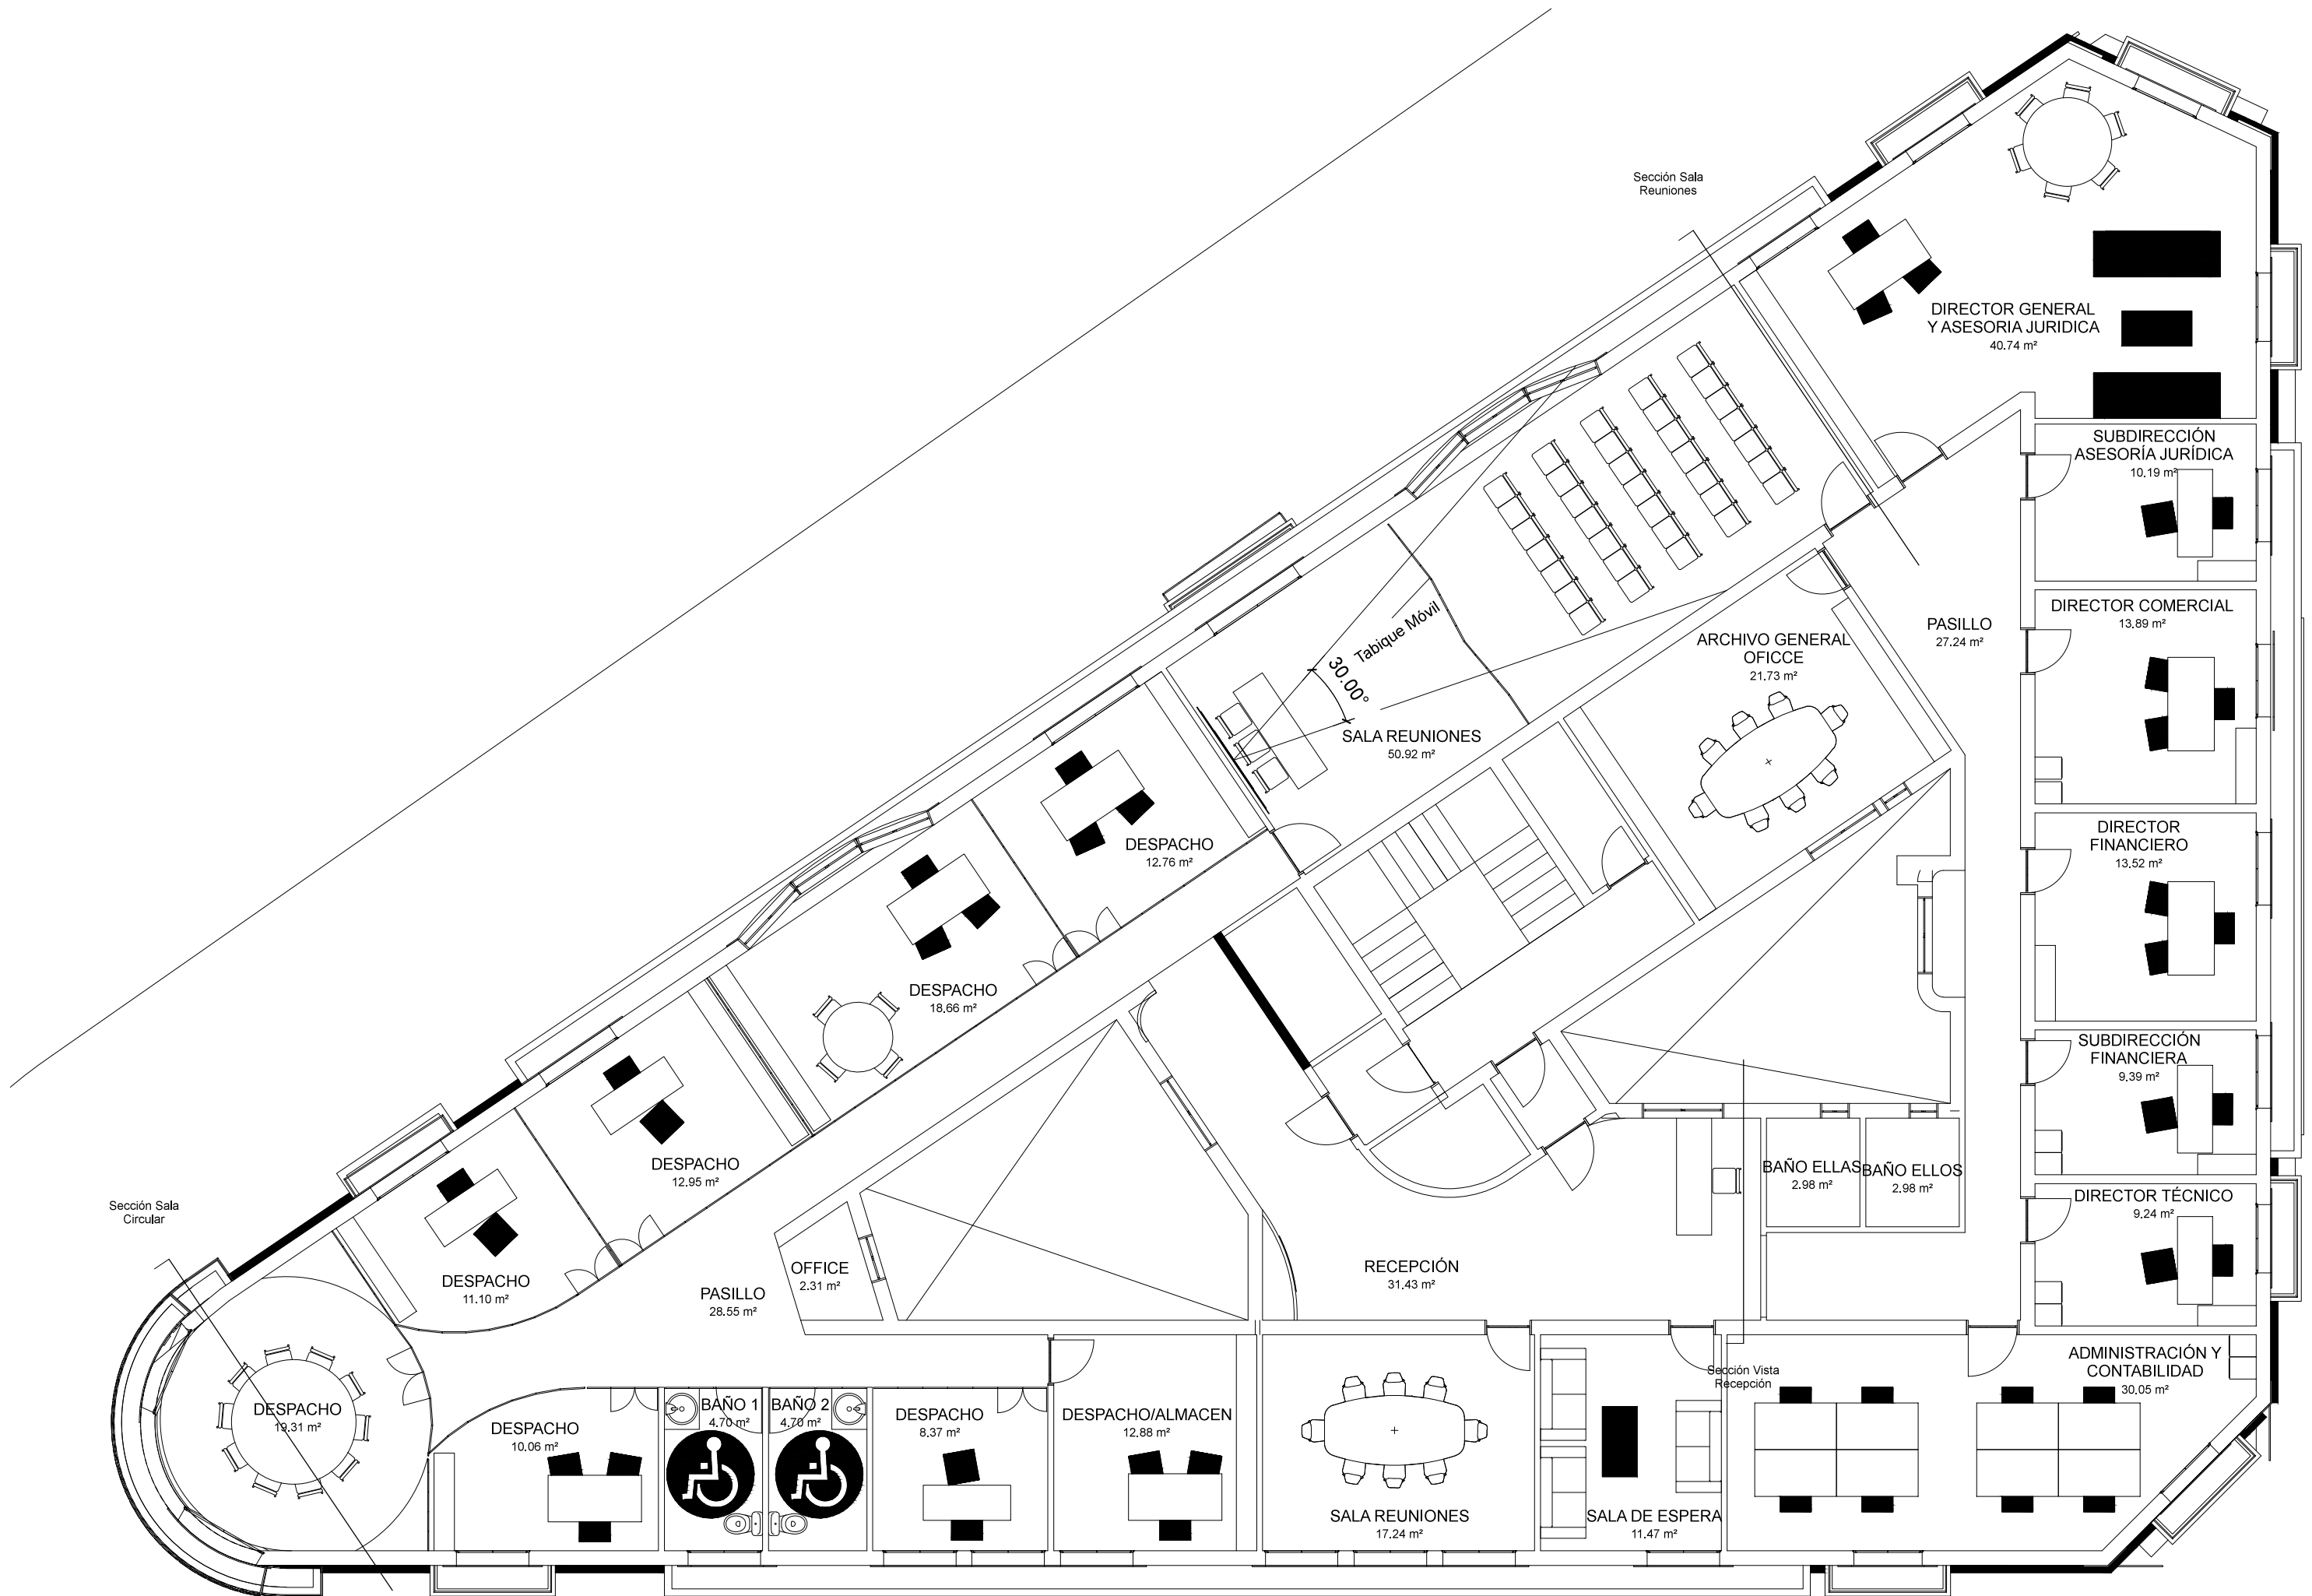 Sección Sala
Reuniones
DIRECTOR GENERAL
Y ASESORIA JURIDICA
40.74 m²
SUBDIRECCIÓN
ASESORÍA JURÍDICA
10.19 m²
DIRECTOR COMERCIAL
13.89 m²
PASILLO
27.24 m²
ARCHIVO GENERAL
OFICCE
21.73 m²
Tabique Móvil
30.00°
SALA REUNIONES
50.92 m²
DIRECTOR
FINANCIERO
13.52 m²
DESPACHO
12.76 m²
DESPACHO
18.66 m²
SUBDIRECCIÓN
FINANCIERA
9.39 m²
DESPACHO
12.95 m²
BAÑO ELLAS
2.98 m²
BAÑO ELLOS
2.98 m²
DIRECTOR TÉCNICO
9.24 m²
Sección Sala
Circular
DESPACHO
11.10 m²
OFFICE
2.31 m²
PASILLO
28.55 m²
RECEPCIÓN
31.43 m²
ADMINISTRACIÓN Y
CONTABILIDAD
30.05 m²
Sección Vista
Recepción
DESPACHO
19.31 m²
DESPACHO
10.06 m²
BAÑO 1
4.70 m²
BAÑO 2
4.70 m²
DESPACHO
8.37 m²
DESPACHO/ALMACEN
12.88 m²
SALA REUNIONES
17.24 m²
SALA DE ESPERA
11.47 m²